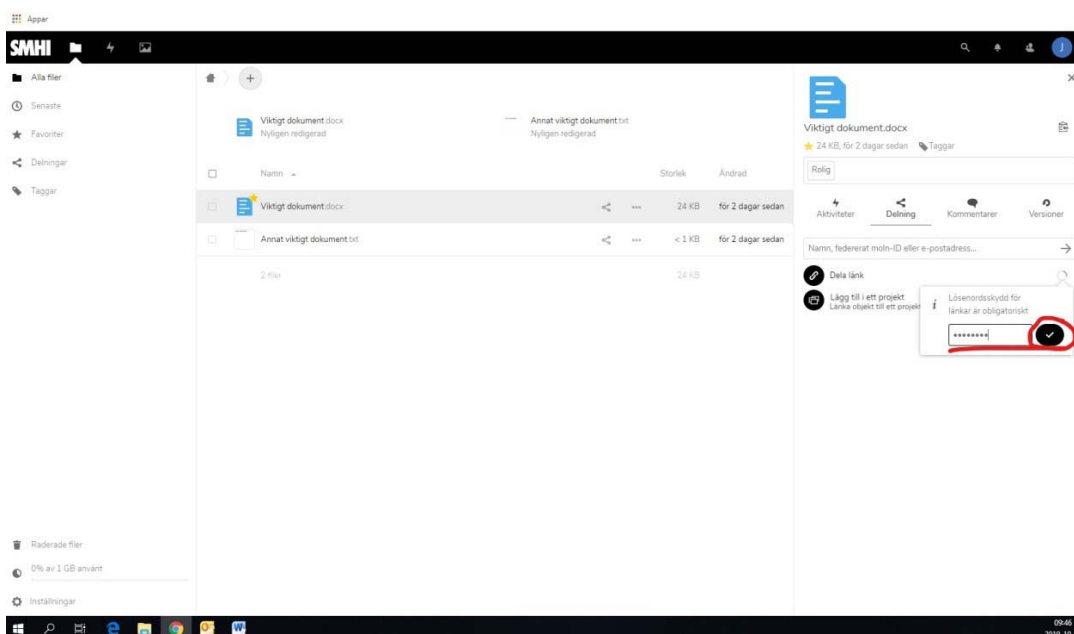 Appar
SMHI
J
Alla filer
Senaste
Favoriter
Delningar
Taggar
Raderade filer
0% av 1 GB använt
Inställningar
Viktigt dokument.docx
Nyligen redigerad
Annat viktigt dokument.txt
Nyligen redigerad
Namn
Storlek
Ändrad
Viktigt dokument.docx
24 KB
för 2 dagar sedan
Annat viktigt dokument.txt
< 1 KB
för 2 dagar sedan
2 filer
24 KB
Viktigt dokument.docx
24 KB, för 2 dagar sedan
Taggar
Rolig
Aktiviteter
Delning
Kommentarer
Versioner
Namn, federerat moln-ID eller e-postadress...
Dela länk
Lägg till i ett projekt
Länka objekt till ett projekt
Lösenordsskydd för
länkar är obligatoriskt
09:46